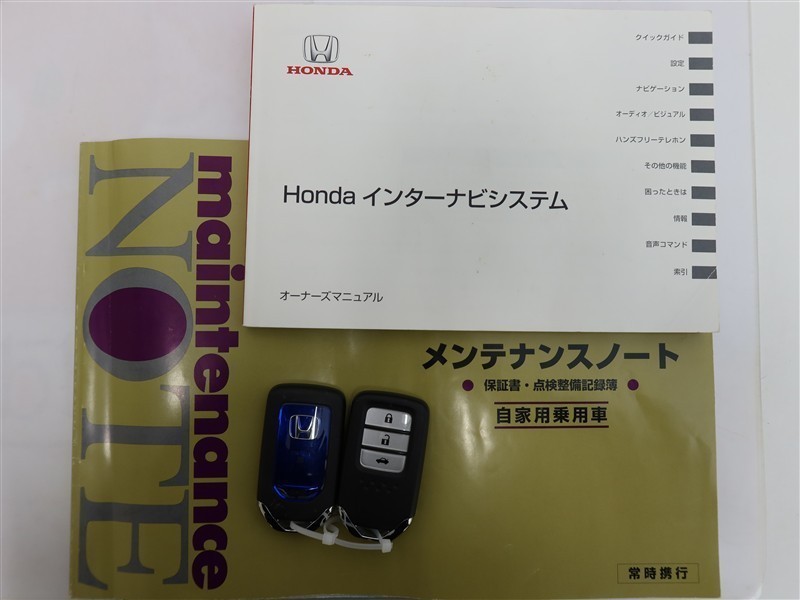 HONDA
クイックガイド
設定
ナビゲーション
オーディオ/ビジュアル
ハンズフリーテレホン
その他の機能
困ったときは
情報
音声コマンド
索引
Honda インターナビシステム
オーナーズマニュアル
maintenance
NOTE
メンテナンスノート
● 保証書・点検整備記録簿 ●
自家用乗用車
常時携行